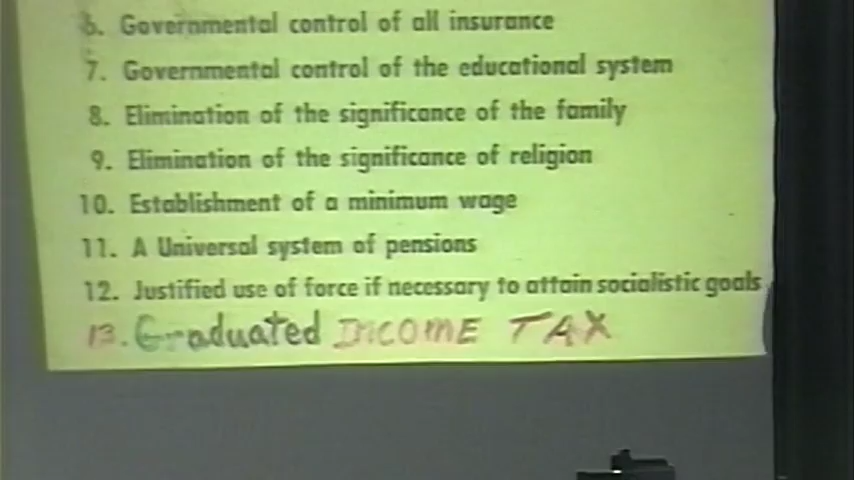 6. Governmental control of all insurance
7. Governmental control of the educational system
8. Elimination of the significance of the family
9. Elimination of the significance of religion
10. Establishment of a minimum wage
11. A Universal system of pensions
12. Justified use of force if necessary to attain socialistic goals
13. Graduated INCOME TAX